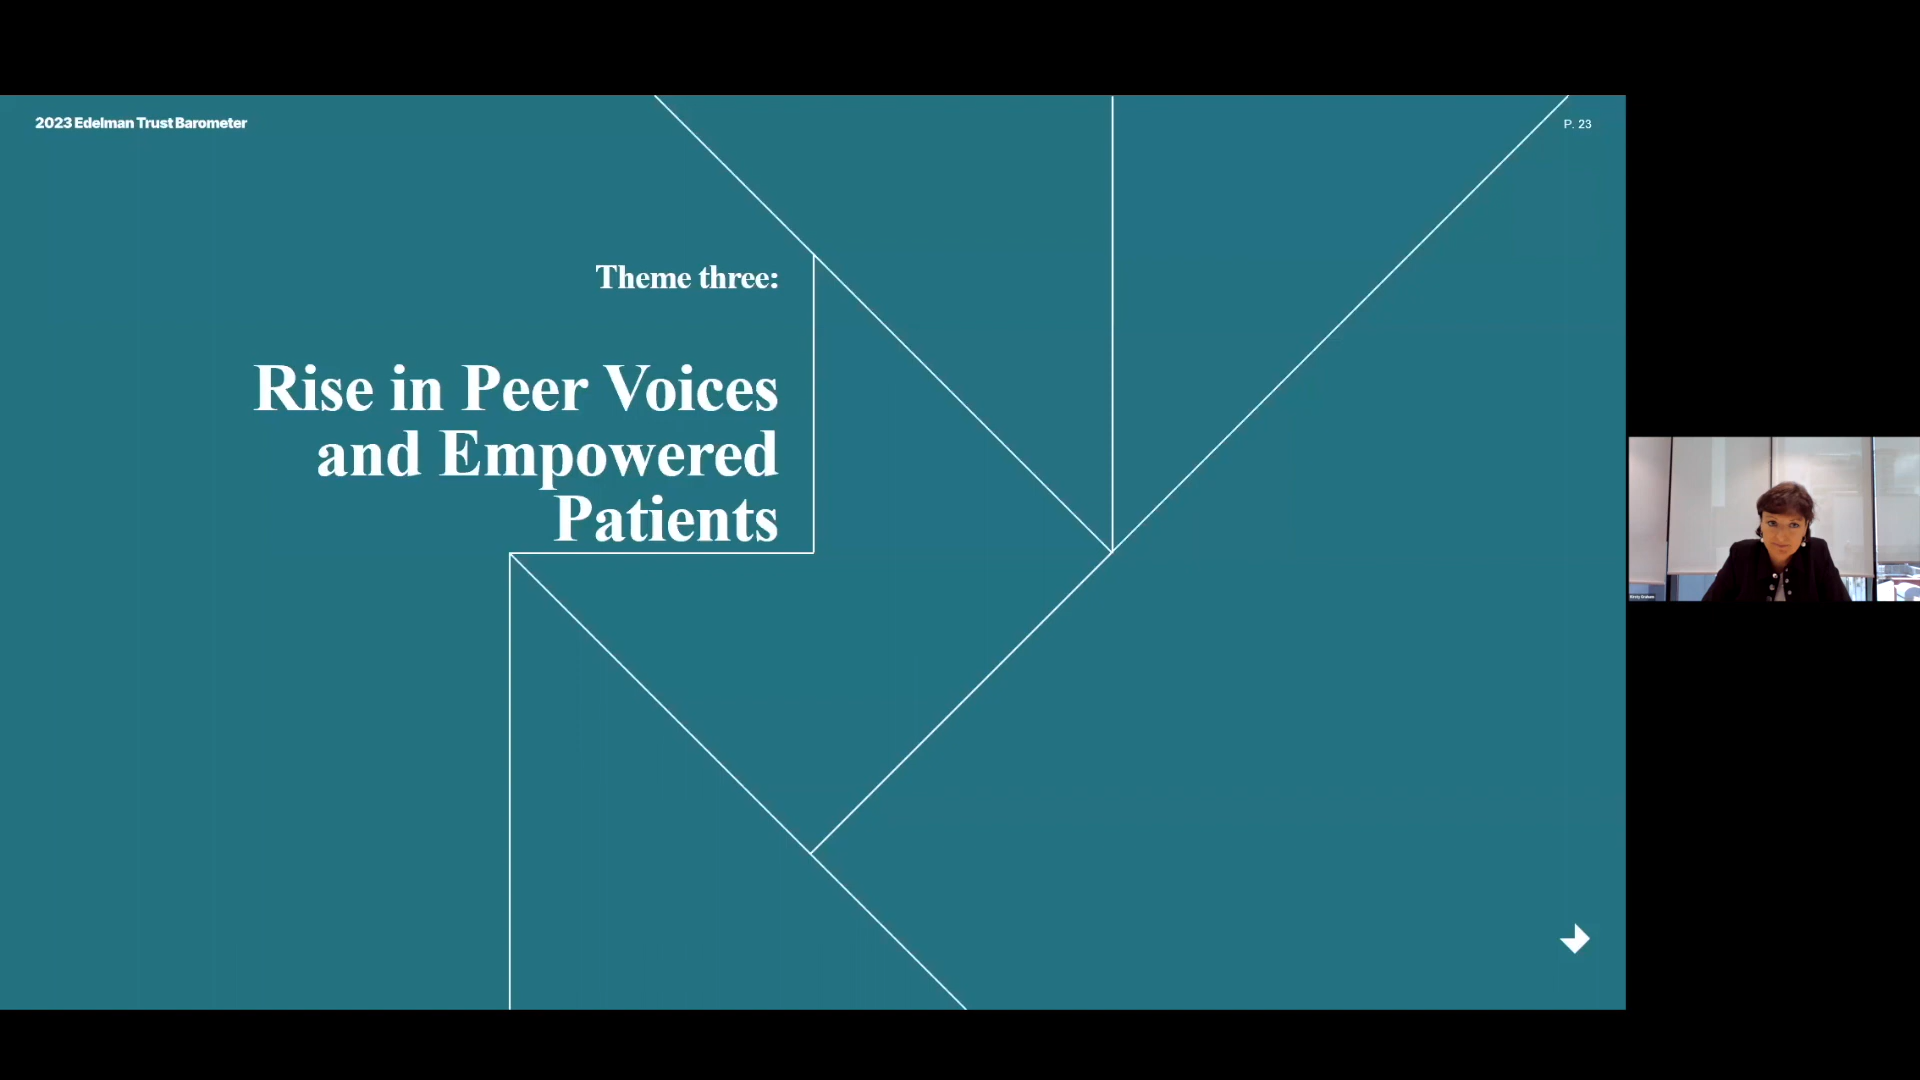 2023 Edelman Trust Barometer
P. 23
Theme three:
Rise in Peer Voices
and Empowered
Patients